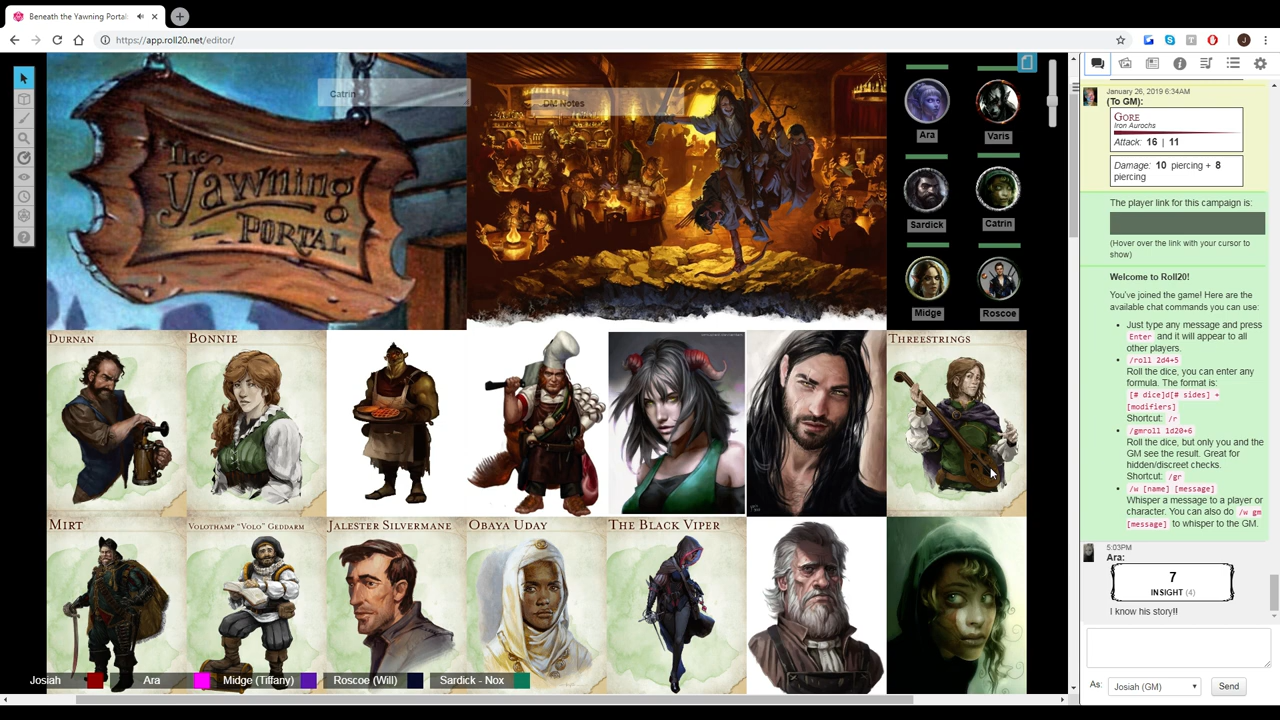 Beneath the Yawning Portal
https://app.roll20.net/editor/
J
The
Yawning
Portal
Catrin
GM Notes
Ara
Varis
Sardick
Catrin
Midge
Roscoe
Durnan
Bonnie
Threestrings
Mirt
Volothamp "Volo" Geddarm
Jalester Silvermane
Obaya Uday
The Black Viper
Josiah
Ara
Midge (Tiffany)
Roscoe (Will)
Sardick - Nox
January 26, 2019 6:34AM
(To GM):
Gore
Iron Aurochs
Attack: 16 | 11
Damage: 10 piercing + 8
piercing
The player link for this campaign is:
(Hover over the link with your cursor to
show)
Welcome to Roll20!
You've joined the game! Here are the
available chat commands you can use:
Just type any message and press
Enter and it will appear to all
other players.
/roll 2d4+5
Roll the dice, you can enter any
formula. The format is:
[# dice]d[# sides] +
[modifiers]
Shortcut: /r
/gmroll 1d20+6
Roll the dice, but only you and the
GM see the result. Great for
hidden/discreet checks.
Shortcut: /gr
/w [name] [message]
Whisper a message to a player or
character. You can also do /w gm
[message] to whisper to the GM.
5:03PM
Ara:
7
INSIGHT (4)
I know his story!!
As:
Josiah (GM)
Send